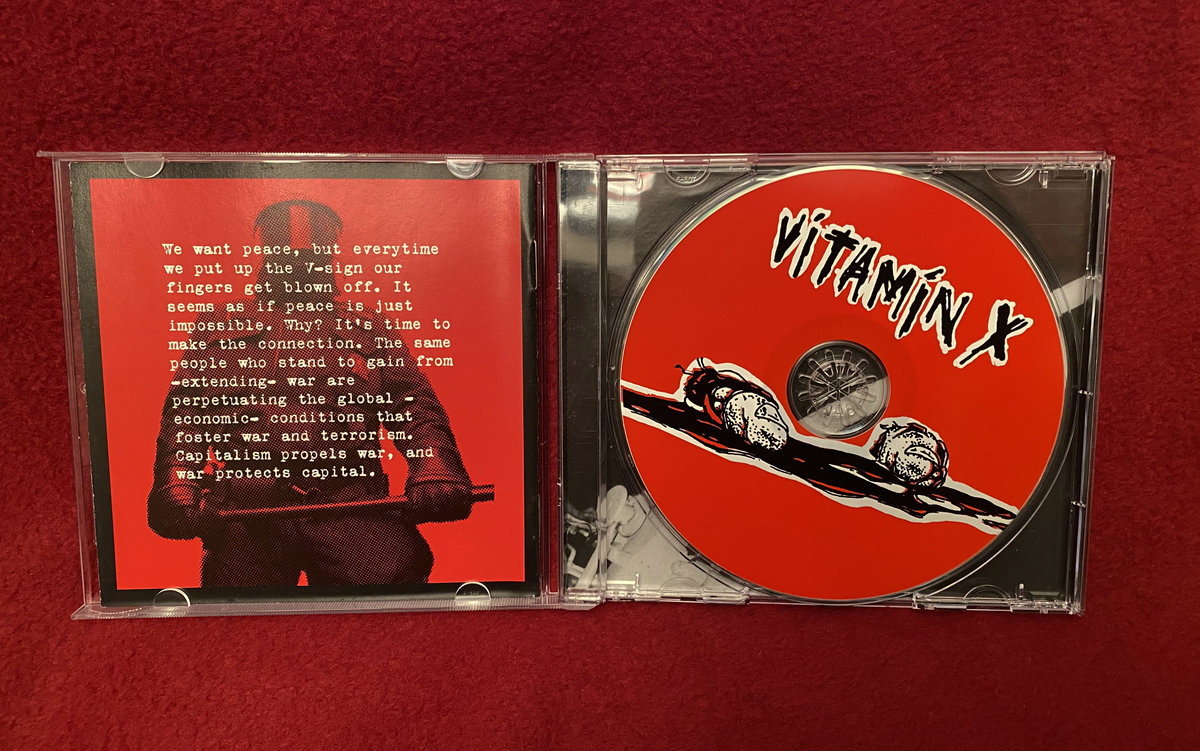 We want peace, but everytime
we put up the V-sign our
fingers get blown off. It
seems as if peace is just
impossible. Why? It's time to
make the connection. The same
people who stand to gain from
-extending- war are
perpetuating the global -
economic- conditions that
foster war and terrorism.
Capitalism propels war, and
war protects capital.
VITAMIN X